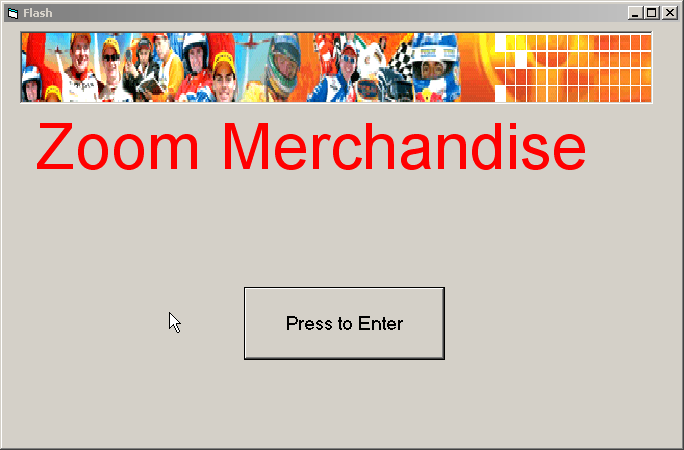 Flash
Zoom Merchandise
Press to Enter